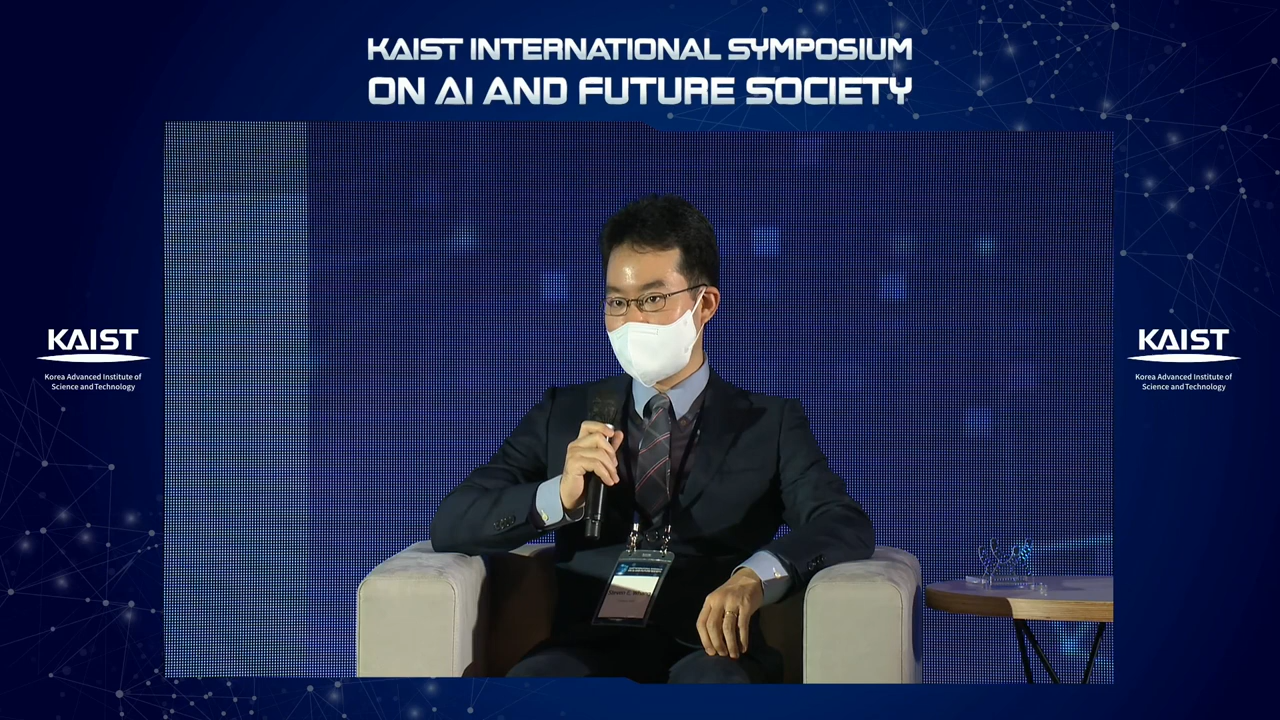 KAIST INTERNATIONAL SYMPOSIUM
ON AI AND FUTURE SOCIETY
KAIST
Korea Advanced Institute of
Science and Technology
KAIST
Korea Advanced Institute of
Science and Technology